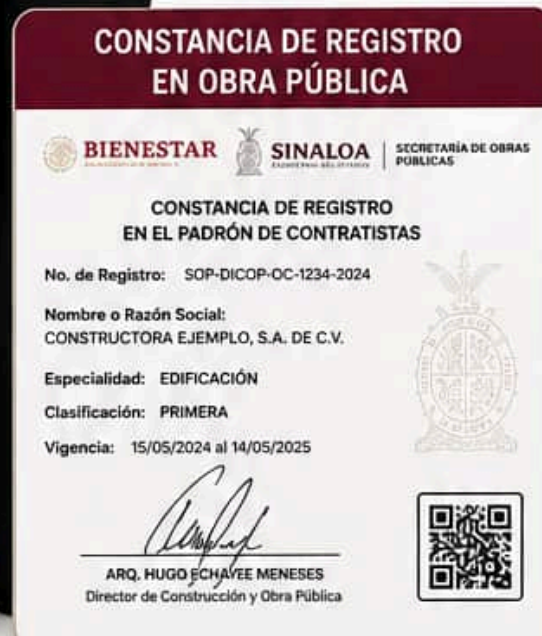 CONSTANCIA DE REGISTRO
EN OBRA PÚBLICA
BIENESTAR
SINALOA
SECRETARÍA DE OBRAS
PÚBLICAS
CONSTANCIA DE REGISTRO
EN EL PADRÓN DE CONTRATISTAS
No. de Registro: SOP-DICOP-OC-1234-2024
Nombre o Razón Social:
CONSTRUCTORA EJEMPLO, S.A. DE C.V.
Especialidad: EDIFICACIÓN
Clasificación: PRIMERA
Vigencia: 15/05/2024 al 14/05/2025
ARQ. HUGO ECHAYEE MENESES
Director de Construcción y Obra Pública